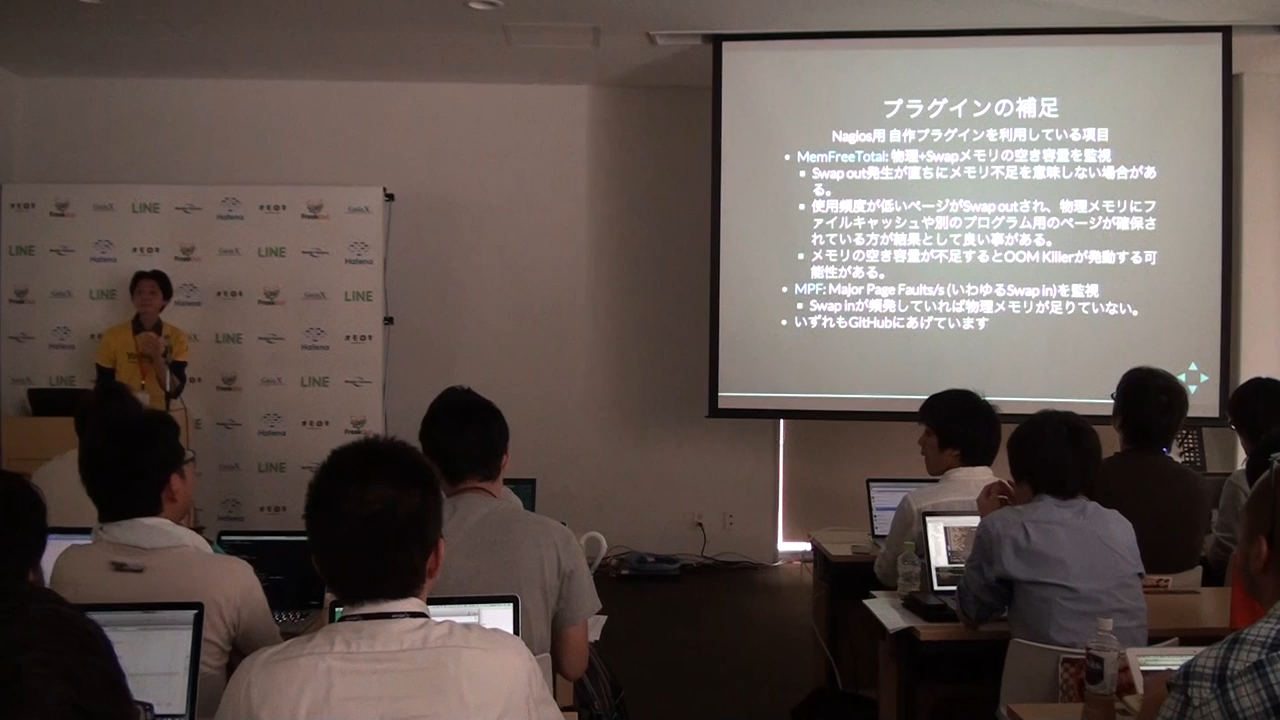 プラグインの補足
Nagios用 自作プラグインを利用している項目
MemFreeTotal: 物理+Swapメモリの空き容量を監視
Swap out発生が直ちにメモリ不足を意味しない場合があ
る。
使用頻度が低いページがSwap outされ、物理メモリにフ
ァイルキャッシュや別のプログラム用のページが確保さ
れている方が結果として良い事がある。
メモリの空き容量が不足するとOOM Killerが発動する可
能性がある。
MPF: Major Page Faults/s (いわゆるSwap in)を監視
Swap inが頻発していれば物理メモリが足りていない。
いずれもGitHubにあげています
LINE
Hatena
LINE
Hatena
Hatena
LINE
LINE
Hatena
Hatena
LINE
LINE
Hatena
LINE
Hatena